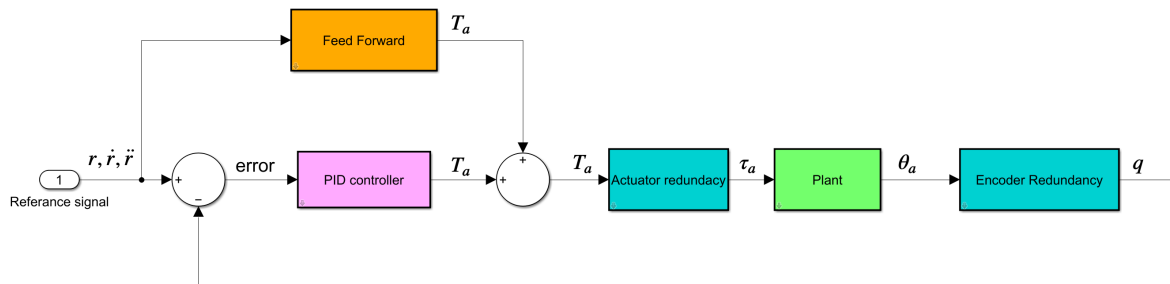 Feed Forward
T_a
r, ṙ, r̈
1
Referance signal
+
−
error
PID controller
T_a
+
+
T_a
Actuator redundacy
τ_a
Plant
θ_a
Encoder Redundancy
q